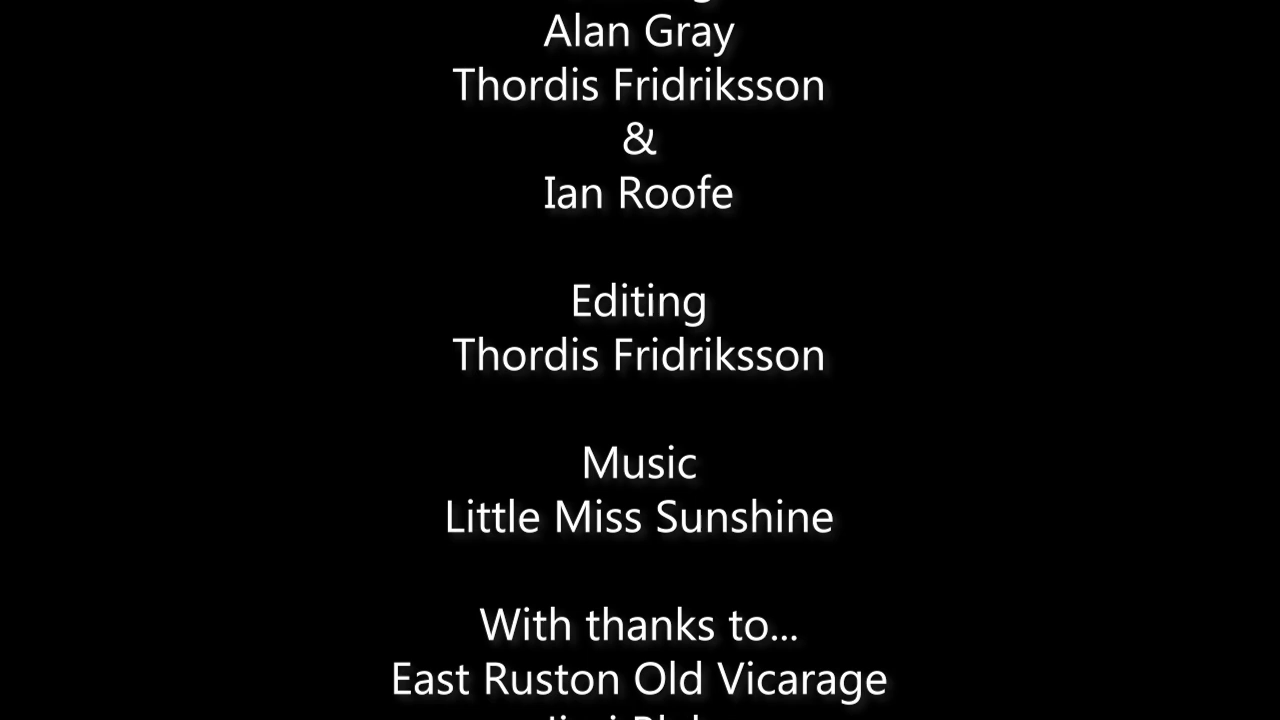 Alan Gray
Thordis Fridriksson
&
Ian Roofe
Editing
Thordis Fridriksson
Music
Little Miss Sunshine
With thanks to...
East Ruston Old Vicarage